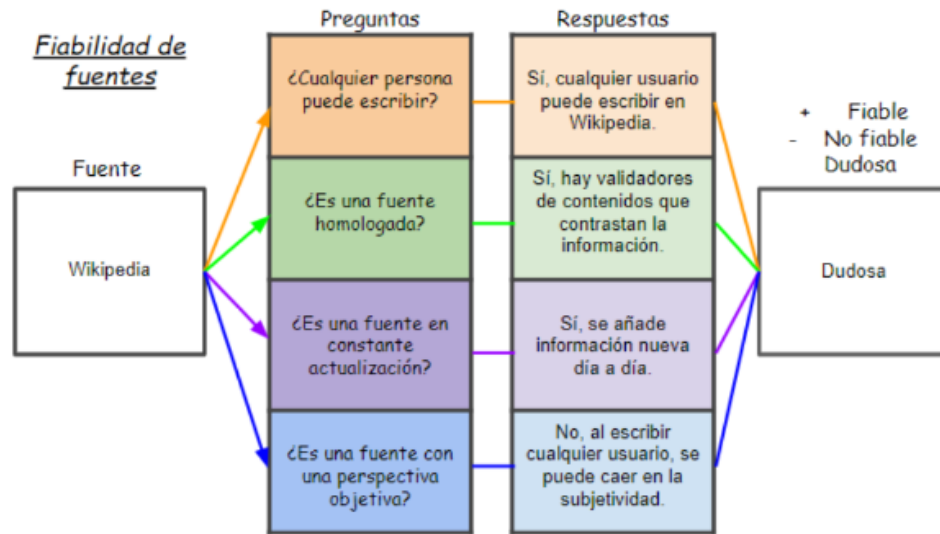 Fiabilidad de
fuentes
Preguntas
Respuestas
Fuente
Wikipedia
¿Cualquier persona
puede escribir?
Sí, cualquier usuario
puede escribir en
Wikipedia.
¿Es una fuente
homologada?
Sí, hay validadores
de contenidos que
contrastan la
información.
¿Es una fuente en
constante
actualización?
Sí, se añade
información nueva
día a día.
¿Es una fuente con
una perspectiva
objetiva?
No, al escribir
cualquier usuario, se
puede caer en la
subjetividad.
+ Fiable
- No fiable
Dudosa
Dudosa